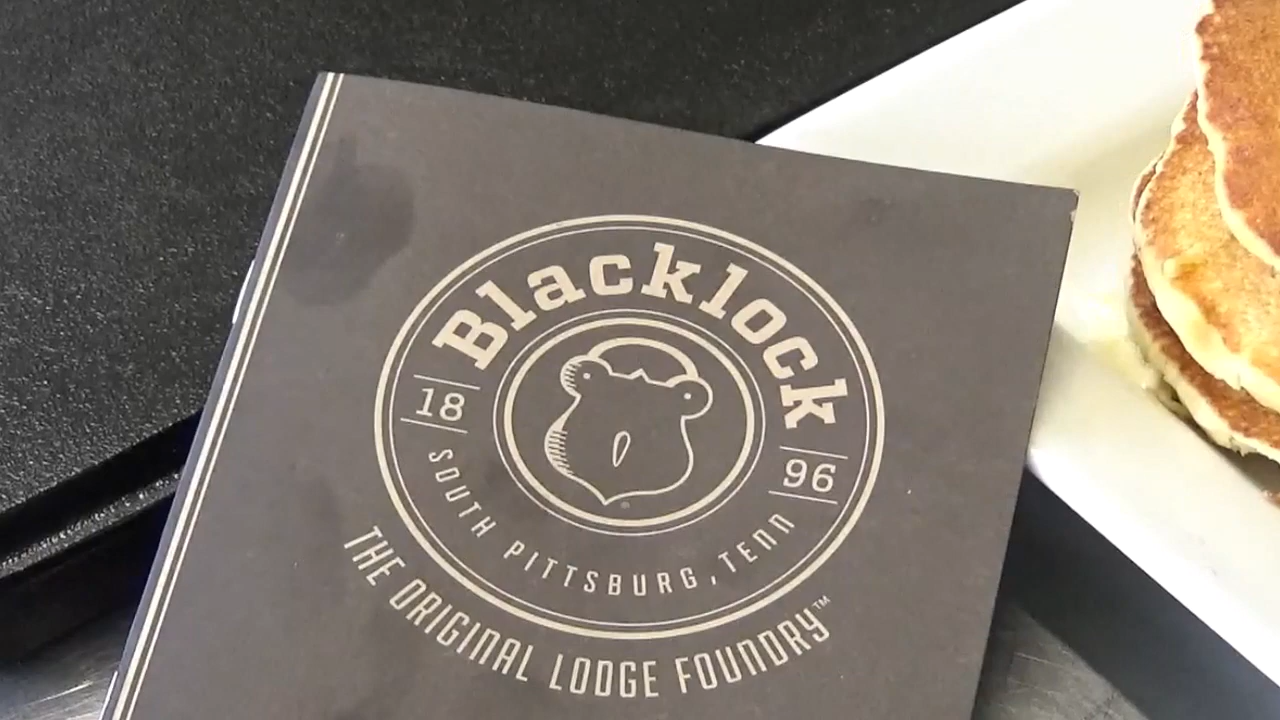 Blacklock
18 96
SOUTH PITTSBURG, TENN
THE ORIGINAL LODGE FOUNDRY™